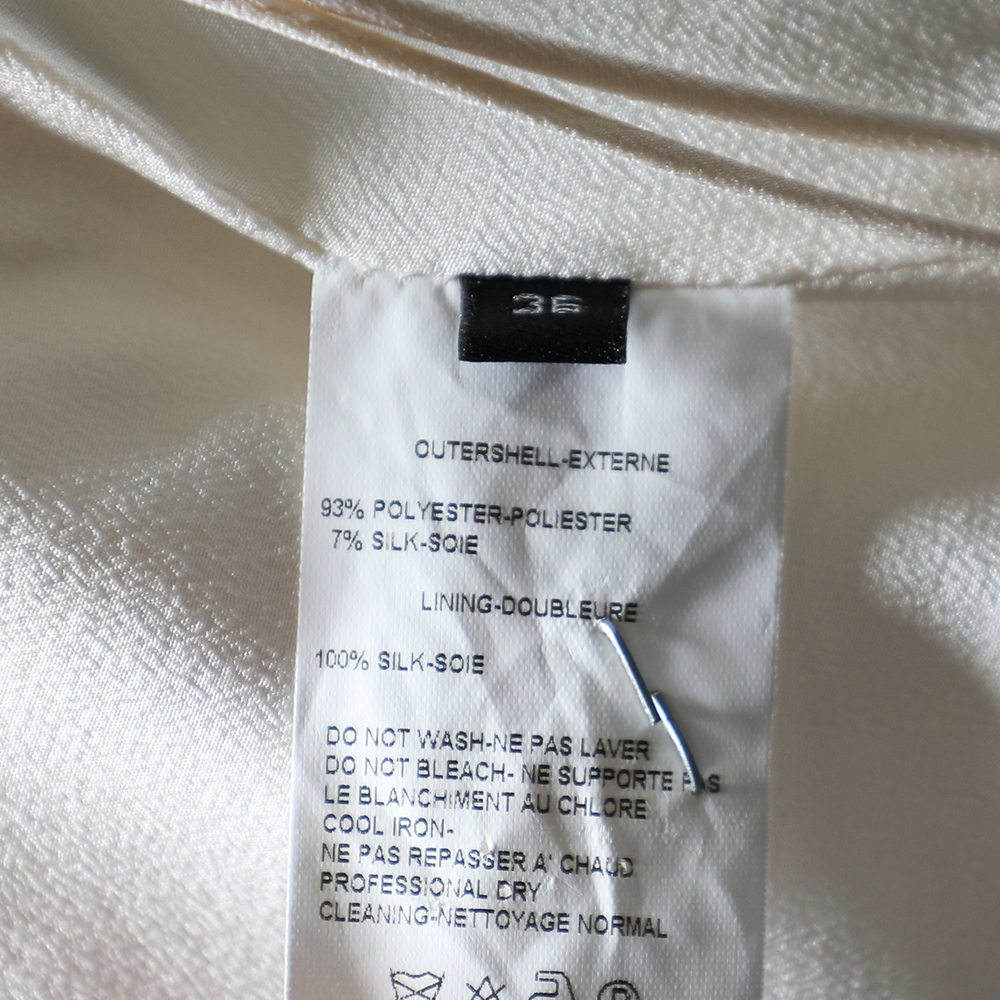 36
OUTERSHELL-EXTERNE
93% POLYESTER-POLIESTER
7% SILK-SOIE
LINING-DOUBLEURE
100% SILK-SOIE
DO NOT WASH-NE PAS LAVER
DO NOT BLEACH- NE SUPPORTE PAS
LE BLANCHIMENT AU CHLORE
COOL IRON-
NE PAS REPASSER A' CHAUD
PROFESSIONAL DRY
CLEANING-NETTOYAGE NORMAL
P